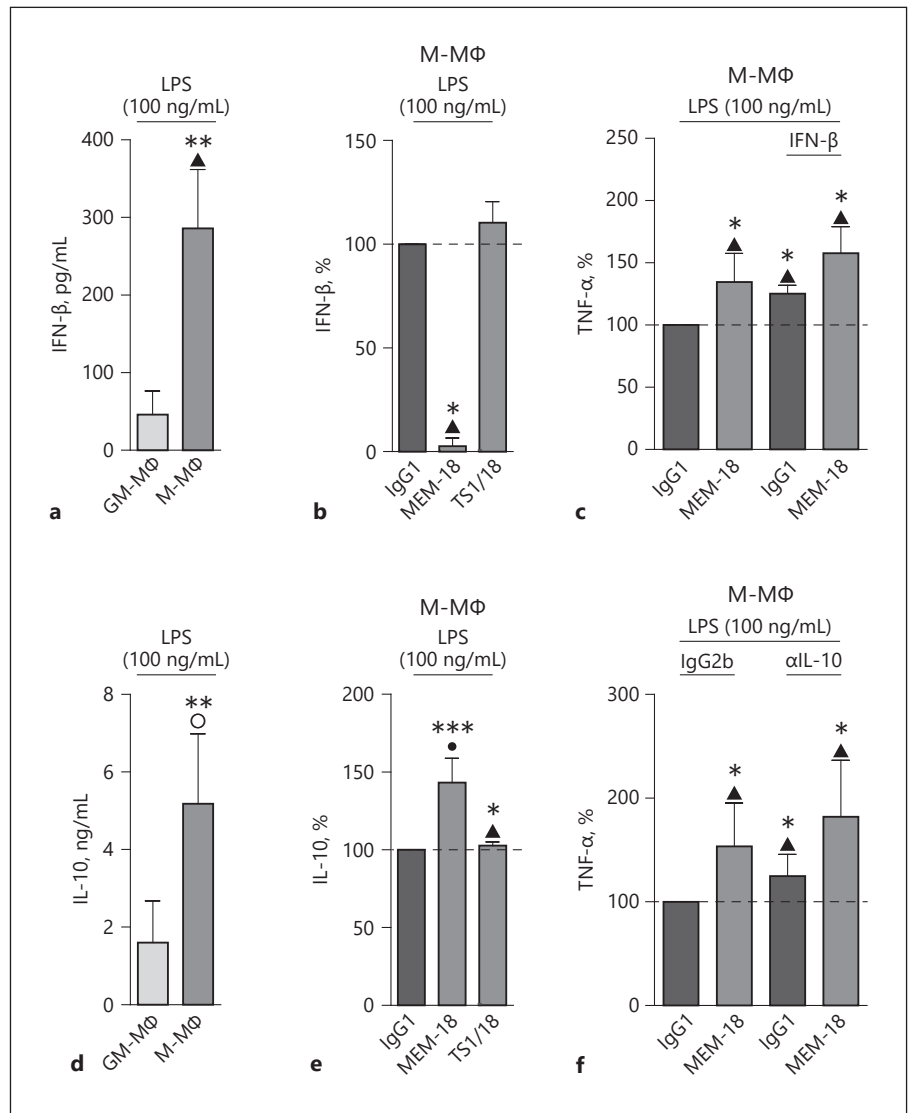 LPS
(100 ng/mL)
400
300
200
100
0
IFN-β, pg/mL
**
GM-MΦ
M-MΦ
a
M-MΦ
LPS
(100 ng/mL)
150
100
50
0
IFN-β, %
*
IgG1
MEM-18
TS1/18
b
M-MΦ
LPS (100 ng/mL)
IFN-β
250
200
150
100
50
0
TNF-α, %
*
*
*
IgG1
MEM-18
IgG1
MEM-18
c
LPS
(100 ng/mL)
8
6
4
2
0
IL-10, ng/mL
**
GM-MΦ
M-MΦ
d
M-MΦ
LPS
(100 ng/mL)
200
150
100
50
0
IL-10, %
***
*
IgG1
MEM-18
TS1/18
e
M-MΦ
LPS (100 ng/mL)
IgG2b
αIL-10
300
200
100
0
TNF-α, %
*
*
*
IgG1
MEM-18
IgG1
MEM-18
f